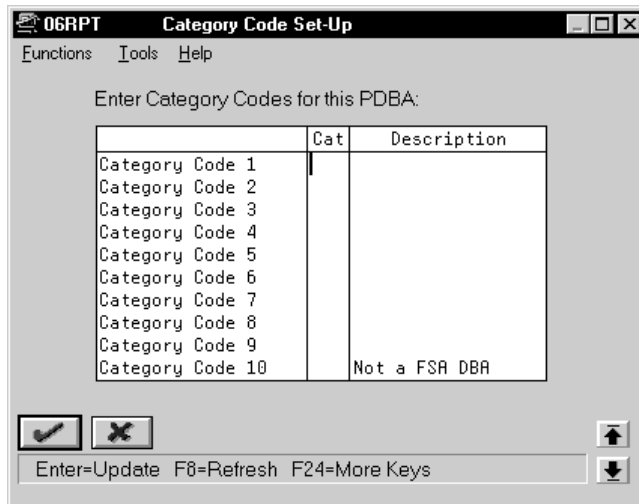 06RPT Category Code Set-Up
Functions Tools Help
Enter Category Codes for this PDBA:
Cat Description
Category Code 1
Category Code 2
Category Code 3
Category Code 4
Category Code 5
Category Code 6
Category Code 7
Category Code 8
Category Code 9
Category Code 10 Not a FSA DBA
Enter=Update F8=Refresh F24=More Keys